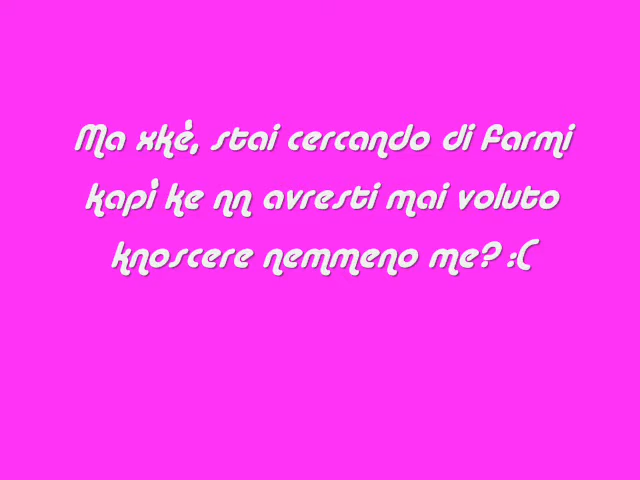 Ma xké, stai cercando di farmi
kapì ke nn avresti mai voluto
knoscere nemmeno me? :C